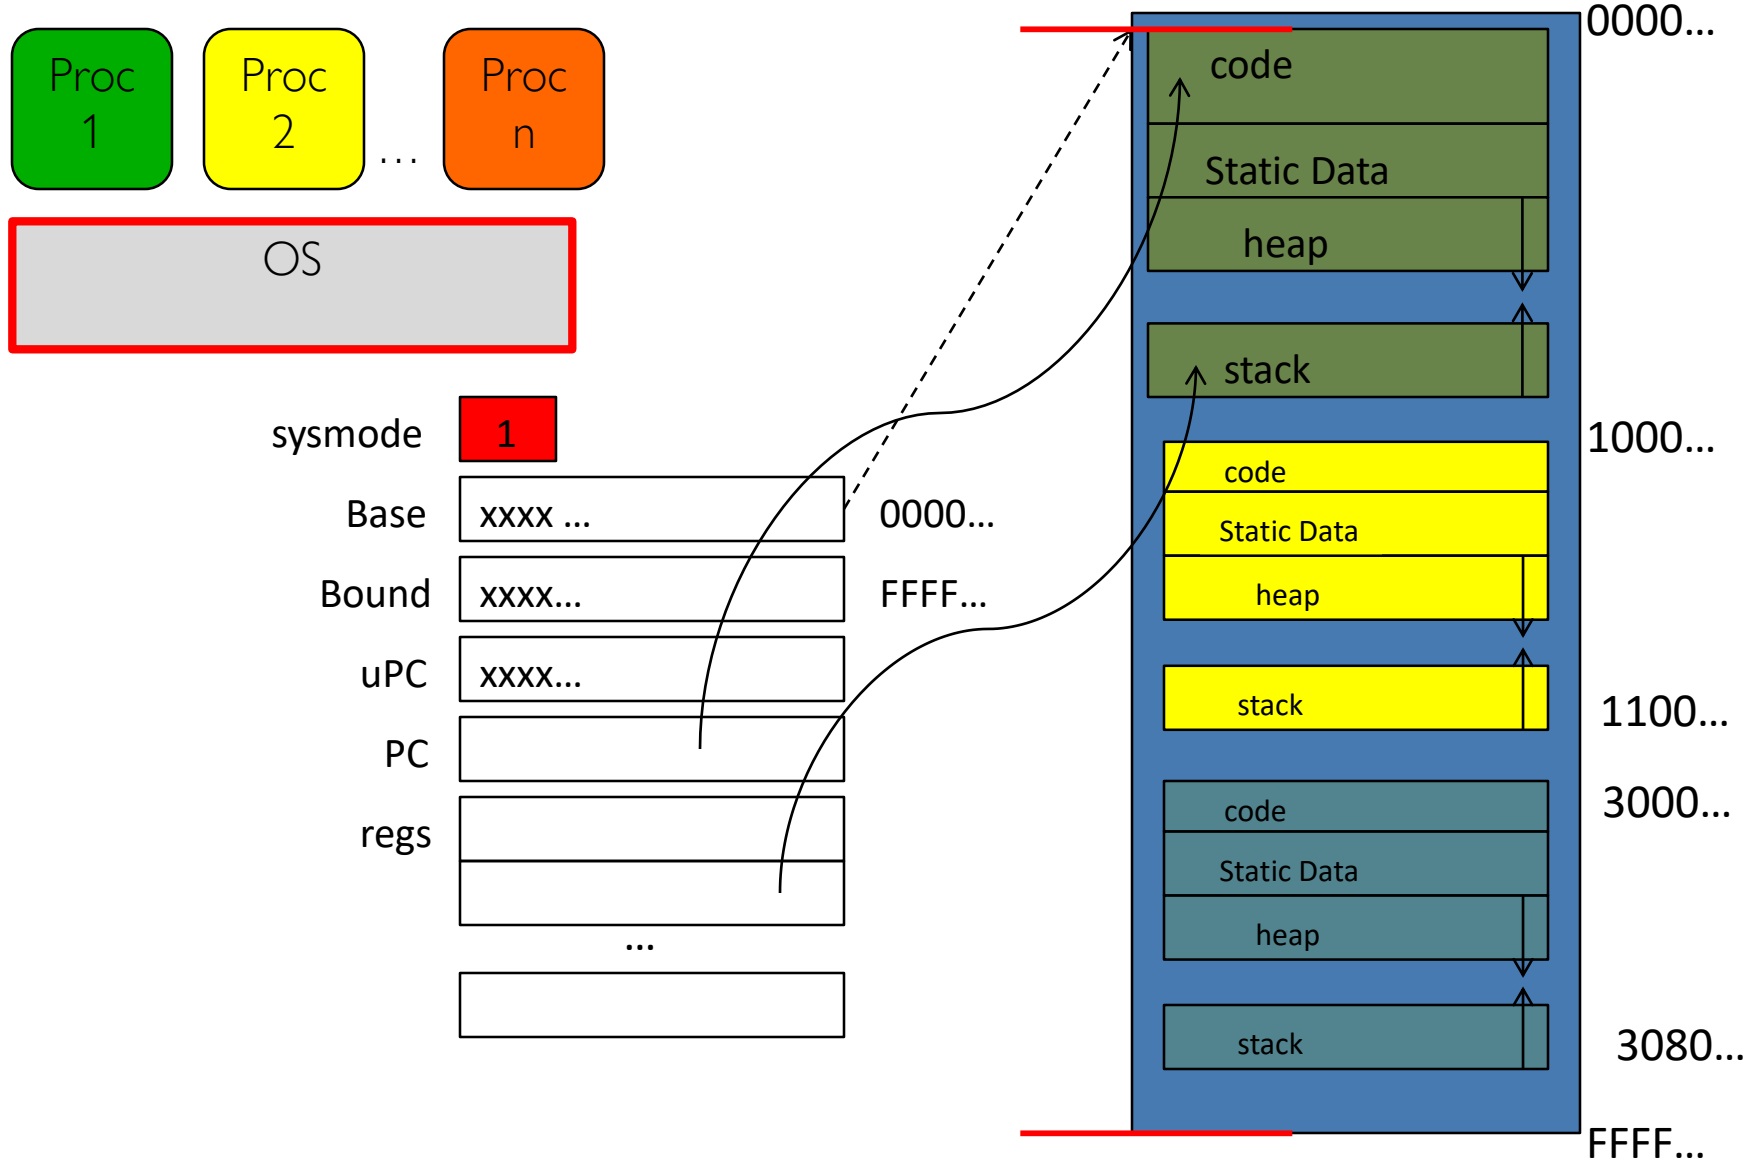 Proc
1
Proc
2
...
Proc
n
OS
sysmode
1
Base
xxxx ...
0000...
Bound
xxxx...
FFFF...
uPC
xxxx...
PC
regs
...
0000...
code
Static Data
heap
stack
1000...
code
Static Data
heap
stack
1100...
3000...
code
Static Data
heap
stack
3080...
FFFF...